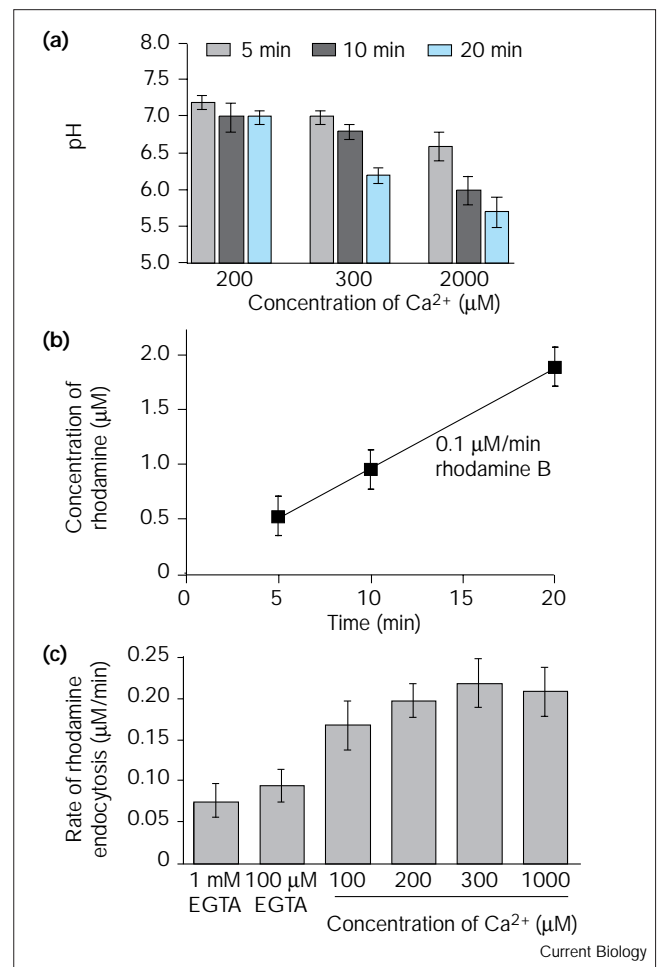 (a)
8.0
7.5
7.0
6.5
6.0
5.5
5.0
pH
5 min 10 min 20 min
200 300 2000
Concentration of Ca²⁺ (μM)
(b)
2.0
1.5
1.0
0.5
0
Concentration of
rhodamine (μM)
0.1 μM/min
rhodamine B
0 5 10 15 20
Time (min)
(c)
0.25
0.20
0.15
0.10
0.05
0
Rate of rhodamine
endocytosis (μM/min)
1 mM 100 μM 100 200 300 1000
EGTA EGTA
Concentration of Ca²⁺ (μM)
Current Biology